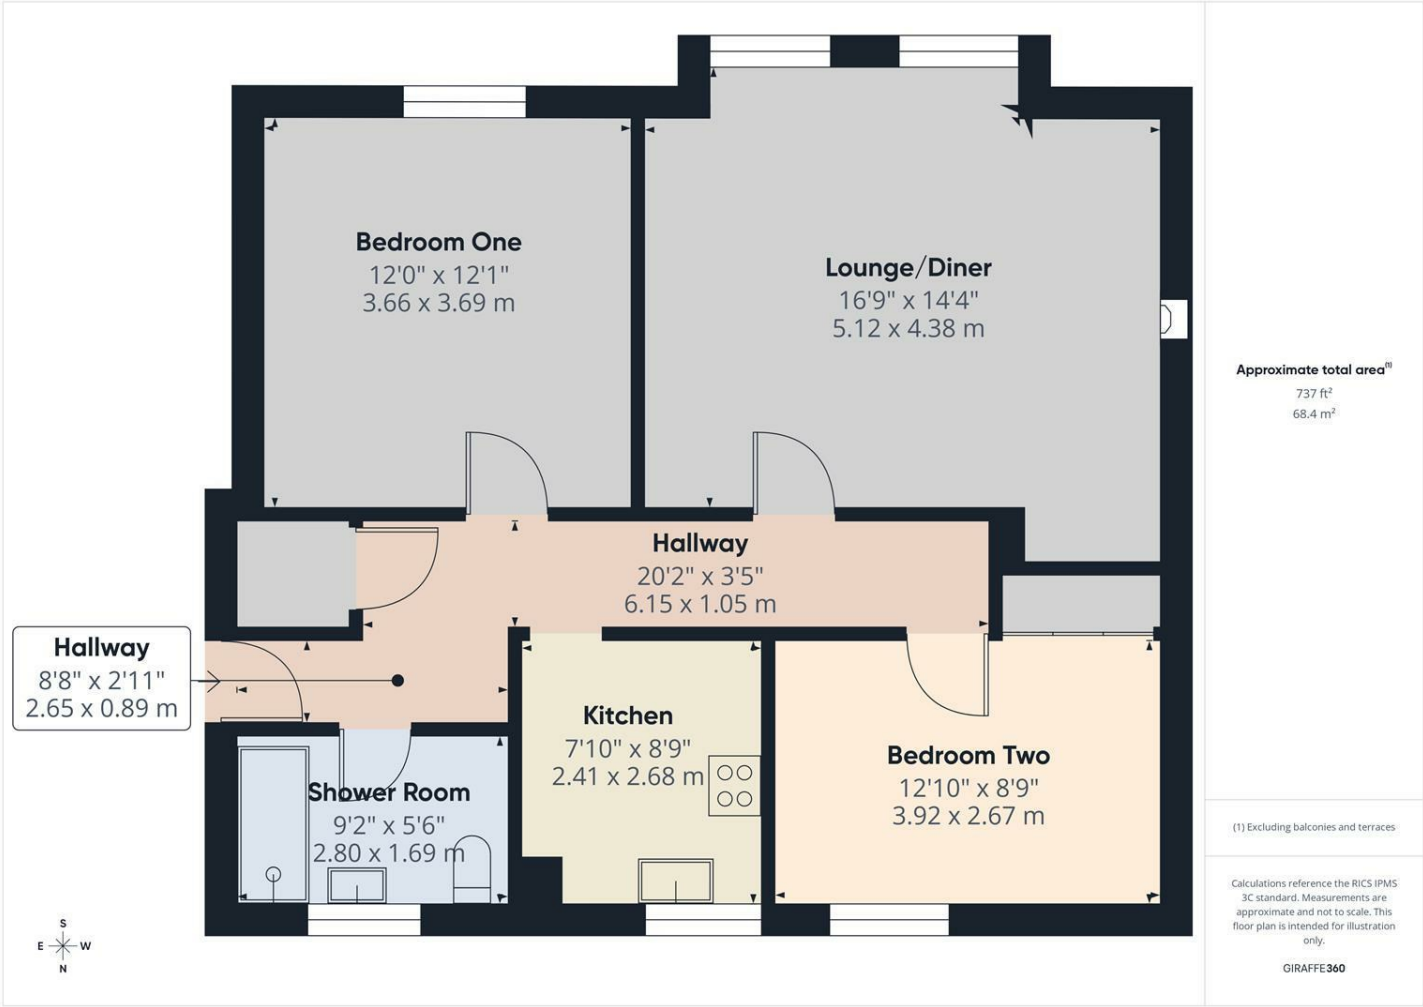 Bedroom One
12'0" x 12'1"
3.66 x 3.69 m
Lounge/Diner
16'9" x 14'4"
5.12 x 4.38 m
Approximate total area(1)
737 ft²
68.4 m²
Hallway
20'2" x 3'5"
6.15 x 1.05 m
Hallway
8'8" x 2'11"
2.65 x 0.89 m
Kitchen
7'10" x 8'9"
2.41 x 2.68 m
Bedroom Two
12'10" x 8'9"
3.92 x 2.67 m
Shower Room
9'2" x 5'6"
2.80 x 1.69 m
(1) Excluding balconies and terraces
Calculations reference the RICS IPMS
3C standard. Measurements are
approximate and not to scale. This
floor plan is intended for illustration
only.
GIRAFFE360
S
E W
N